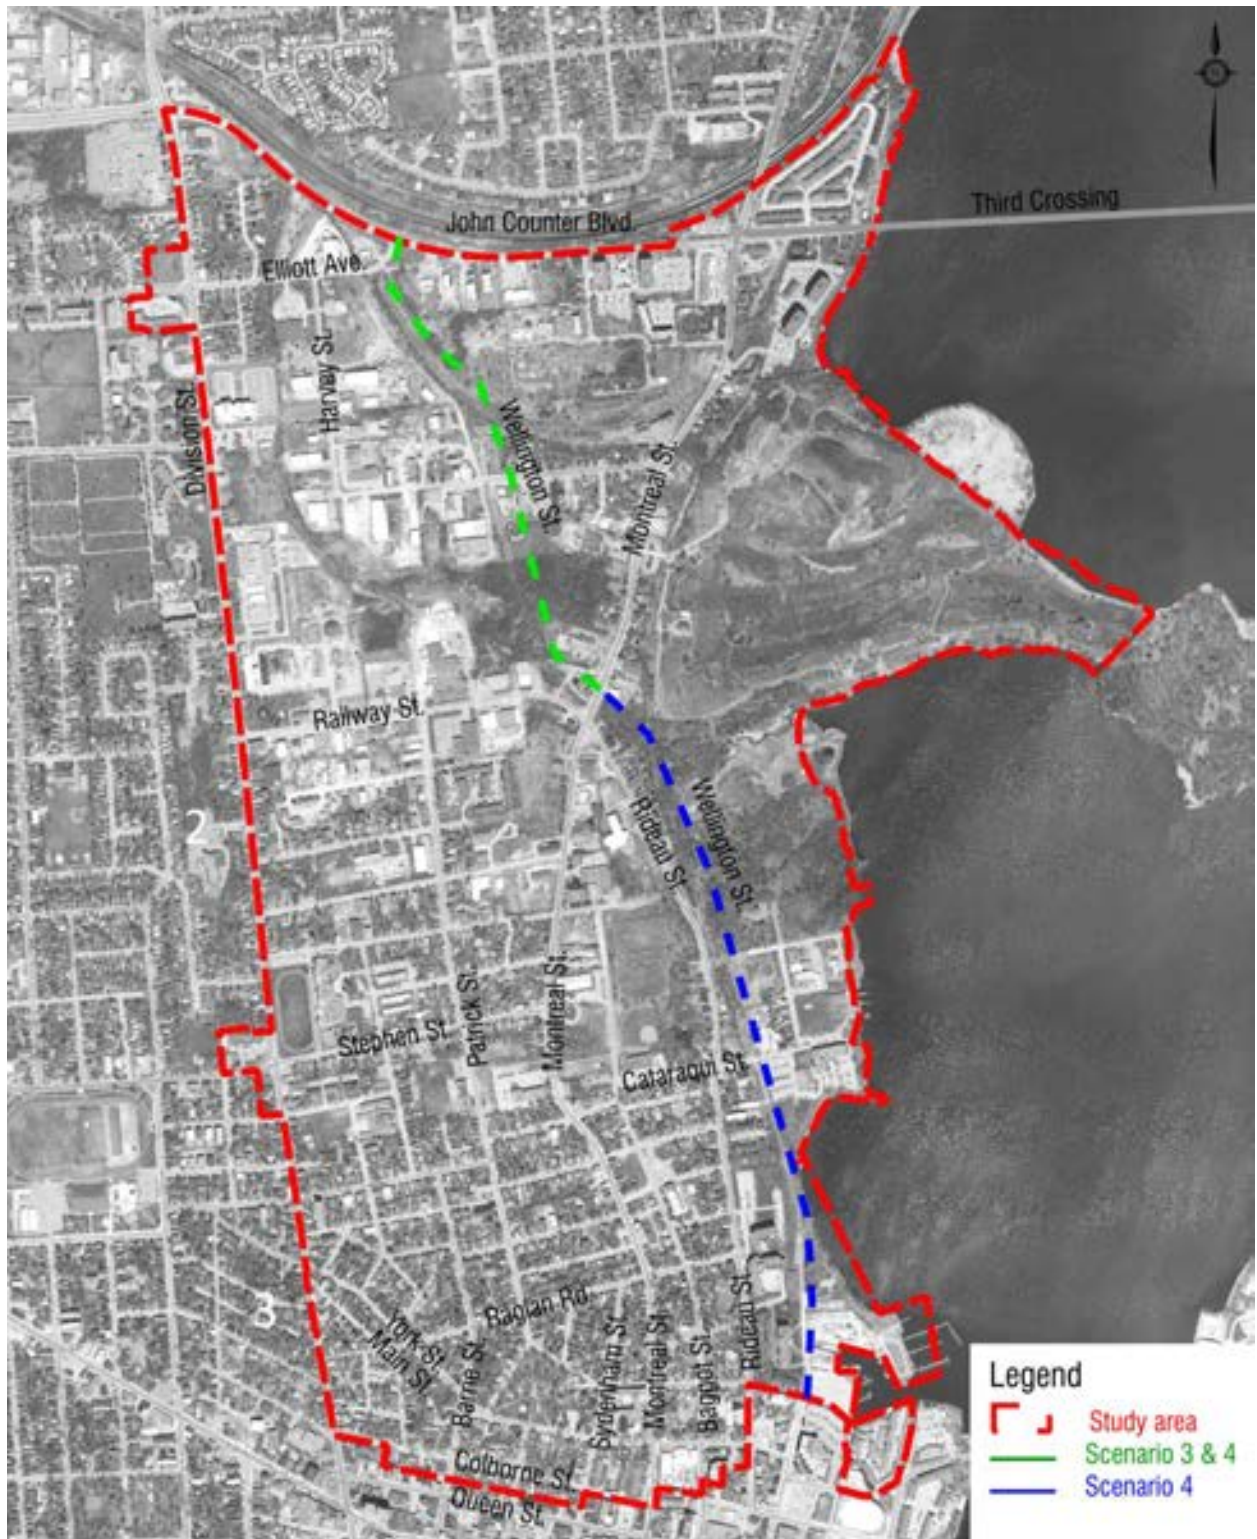 Third Crossing
John Counter Blvd.
Elliott Ave.
Harvey St.
Division St.
Wellington St.
Montreal St.
Railway St.
2
Rideau St.
Wellington St.
Patrick St.
Montreal St.
Stephen St.
Cataraqui St.
3
Raglan Rd
York St.
Main St.
Barrie St.
Sydenham St.
Montreal St.
Bagot St.
Rideau St.
Colborne St.
Queen St.
Legend
Study area
Scenario 3 & 4
Scenario 4